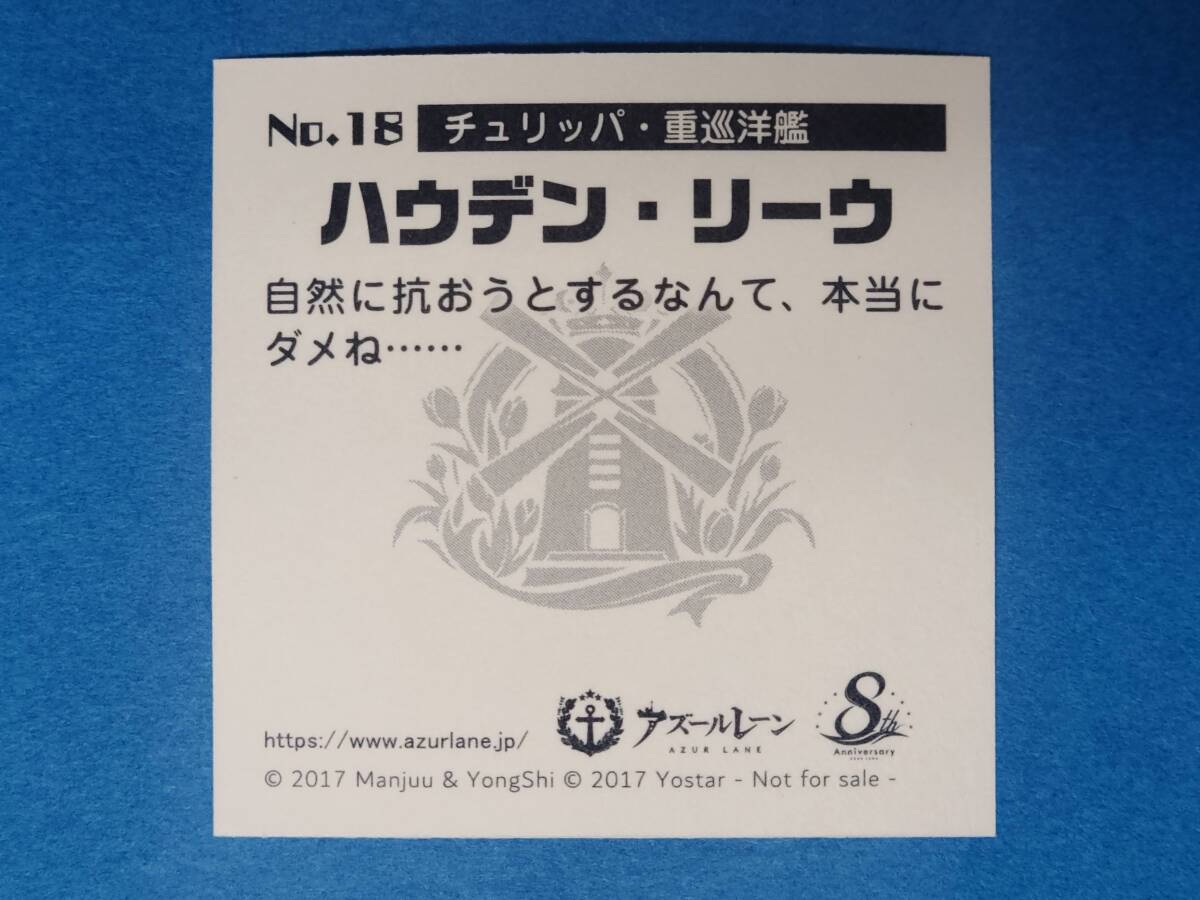 No.18 チュリッパ・重巡洋艦
ハウデン・リーウ
自然に抗おうとするなんて、本当に
ダメね……
https://www.azurlane.jp/
アズールレーン
AZUR LANE
8th
Anniversary
AZUR LANE
© 2017 Manjuu & YongShi © 2017 Yostar - Not for sale -